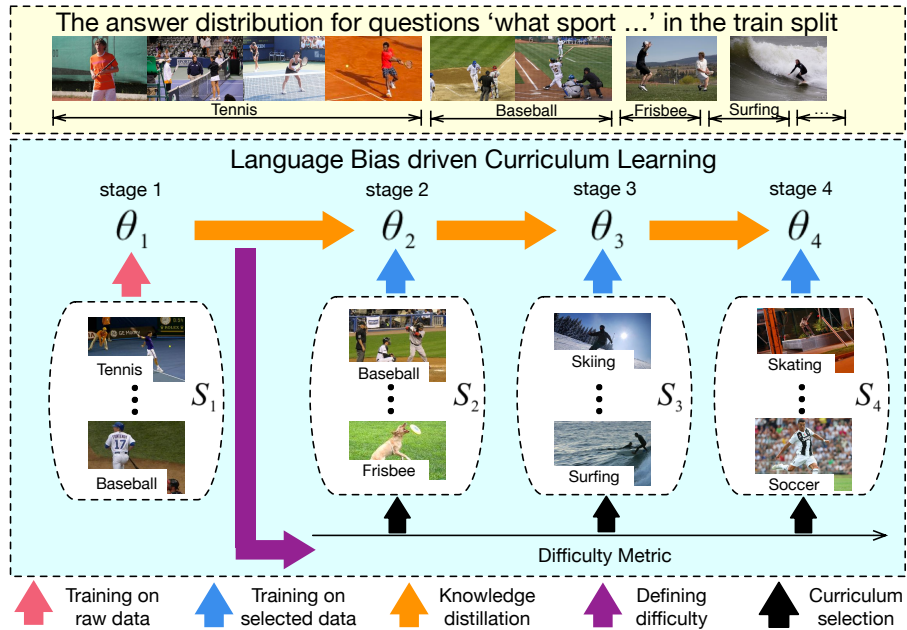 The answer distribution for questions ‘what sport ...’ in the train split
Tennis
Baseball
Frisbee
Surfing
...
Language Bias driven Curriculum Learning
stage 1
stage 2
stage 3
stage 4
θ1
θ2
θ3
θ4
Tennis
Baseball
S1
Baseball
Frisbee
S2
Skiing
Surfing
S3
Skating
Soccer
S4
17
Difficulty Metric
Training on
raw data
Training on
selected data
Knowledge
distillation
Defining
difficulty
Curriculum
selection